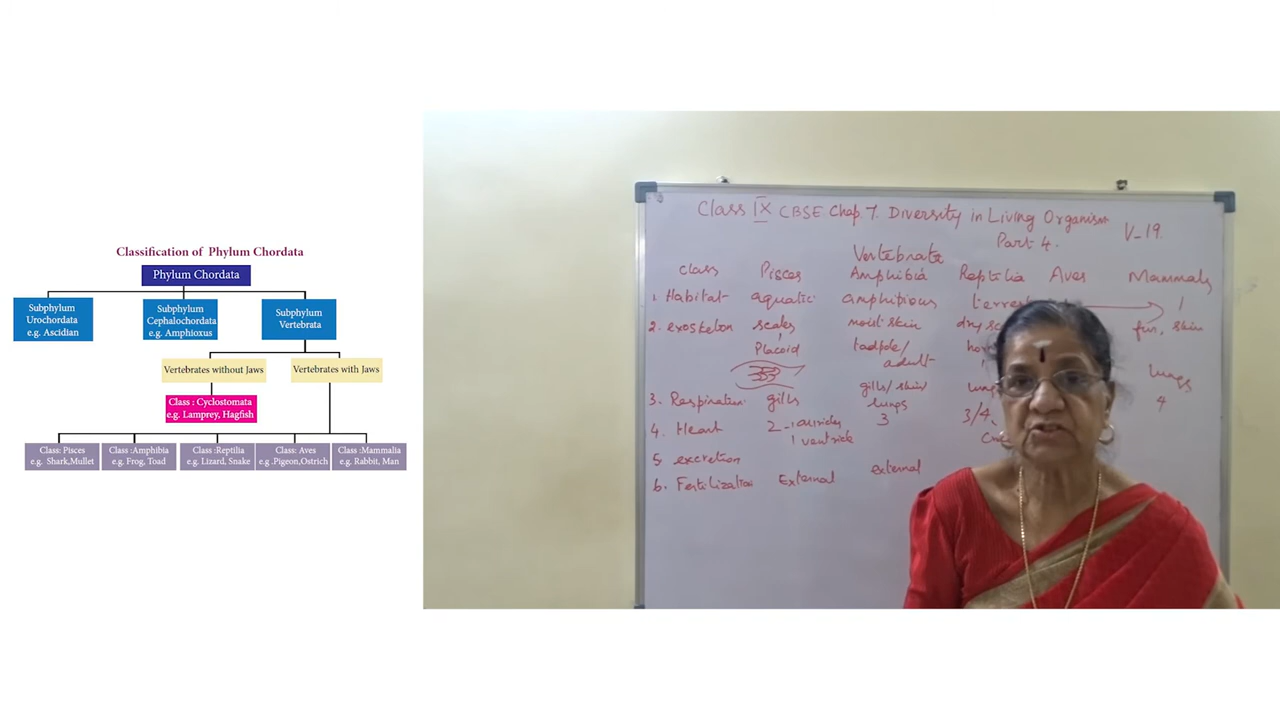 Classification of Phylum Chordata
Phylum Chordata
Subphylum
Urochordata
e.g. Ascidian
Subphylum
Cephalochordata
e.g. Amphioxus
Subphylum
Vertebrata
Vertebrates without Jaws
Vertebrates with Jaws
Class : Cyclostomata
e.g. Lamprey, Hagfish
Class: Pisces
e.g. Shark,Mullet
Class :Amphibia
e.g. Frog, Toad
Class :Reptilia
e.g. Lizard, Snake
Class: Aves
e.g .Pigeon,Ostrich
Class :Mammalia
e.g. Rabbit, Man
Class IX CBSE Chap 7. Diversity in Living Organism
Part 4. V-19.
Vertebrate
Class Pisces Amphibia Reptilia Aves Mammals
1. Habitat aquatic amphibious 1
2. exoskeleton scales moist skin fur, skin
Placoid tadpole/
adult
3. Respiration gills gills/skin/ lungs
lungs
4. Heart 2 - 1 auricles 3 3/4 4
1 ventricle
5. excretion
6. Fertilization External external